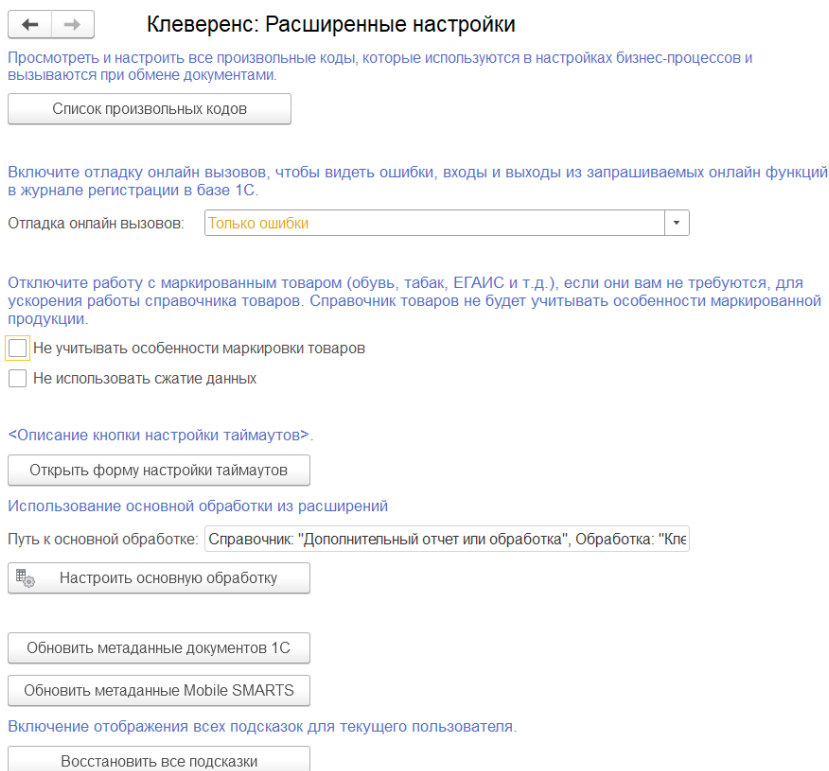 Клеверенс: Расширенные настройки
Просмотреть и настроить все произвольные коды, которые используются в настройках бизнес-процессов и
вызываются при обмене документами.
Список произвольных кодов
Включите отладку онлайн вызовов, чтобы видеть ошибки, входы и выходы из запрашиваемых онлайн функций
в журнале регистрации в базе 1С.
Отладка онлайн вызовов: Только ошибки
Отключите работу с маркированным товаром (обувь, табак, ЕГАИС и т.д.), если они вам не требуются, для
ускорения работы справочника товаров. Справочник товаров не будет учитывать особенности маркированной
продукции.
Не учитывать особенности маркировки товаров
Не использовать сжатие данных
<Описание кнопки настройки таймаутов>.
Открыть форму настройки таймаутов
Использование основной обработки из расширений
Путь к основной обработке: Справочник: "Дополнительный отчет или обработка", Обработка: "Кле
Настроить основную обработку
Обновить метаданные документов 1С
Обновить метаданные Mobile SMARTS
Включение отображения всех подсказок для текущего пользователя.
Восстановить все подсказки